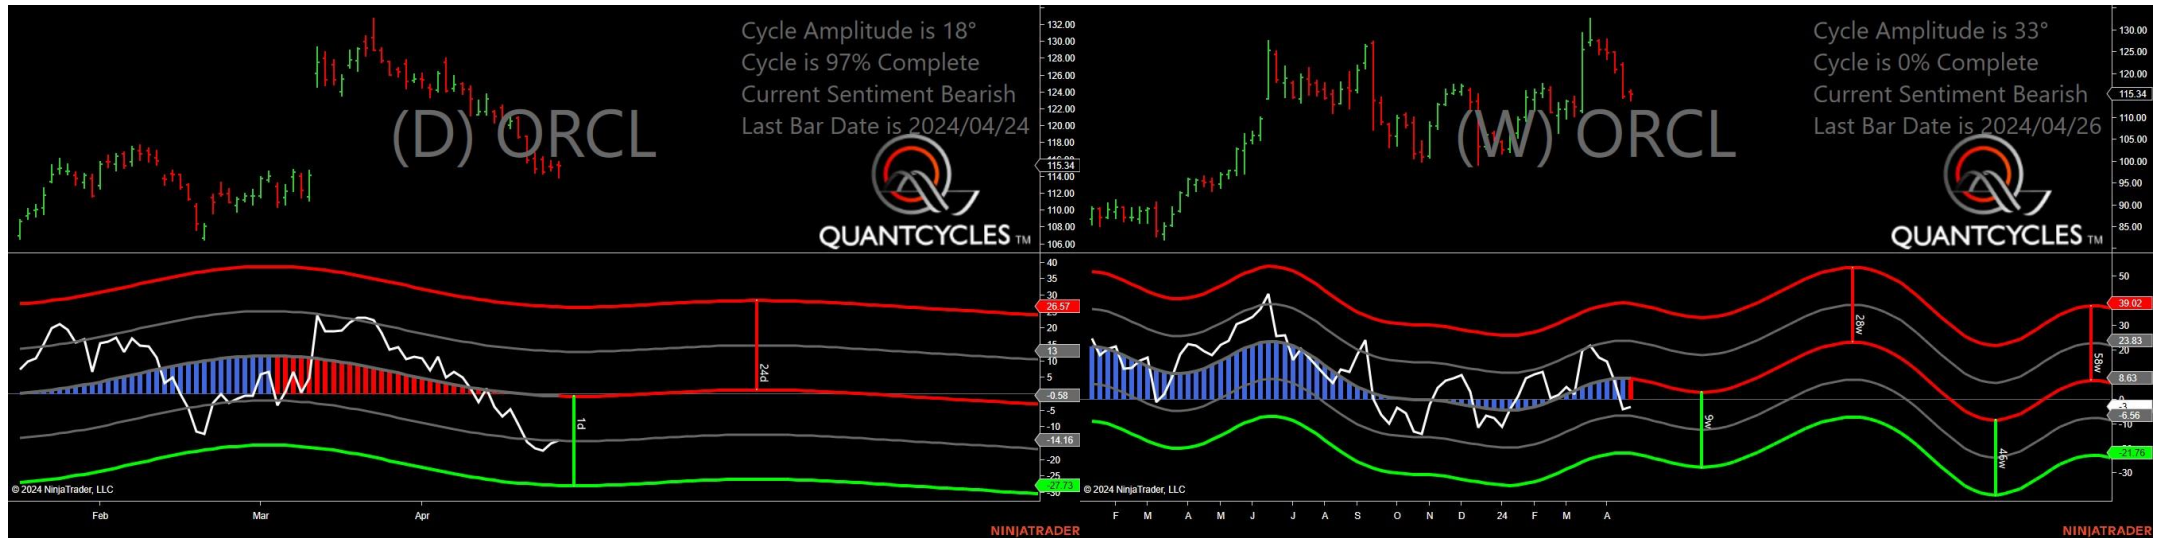 Cycle Amplitude is 18°
Cycle is 97% Complete
Current Sentiment Bearish
Last Bar Date is 2024/04/24
(D) ORCL
QUANTCYCLES TM
132.00
130.00
128.00
126.00
124.00
122.00
120.00
118.00
115.34
114.00
112.00
110.00
108.00
106.00
40
35
30
26.57
20
15
13
10
5
-0.58
-5
-10
-14.16
-20
-25
-27.73
-30
24d
1d
© 2024 NinjaTrader, LLC
Feb Mar Apr
NINJATRADER
Cycle Amplitude is 33°
Cycle is 0% Complete
Current Sentiment Bearish
Last Bar Date is 2024/04/26
(W) ORCL
QUANTCYCLES TM
130.00
125.00
120.00
115.34
110.00
105.00
100.00
95.00
90.00
85.00
50
39.02
30
23.83
20
8.63
-6.56
-10
-21.76
-30
28w
58w
9w
46w
© 2024 NinjaTrader, LLC
F M A M J J A S O N D 24 F M A
NINJATRADER